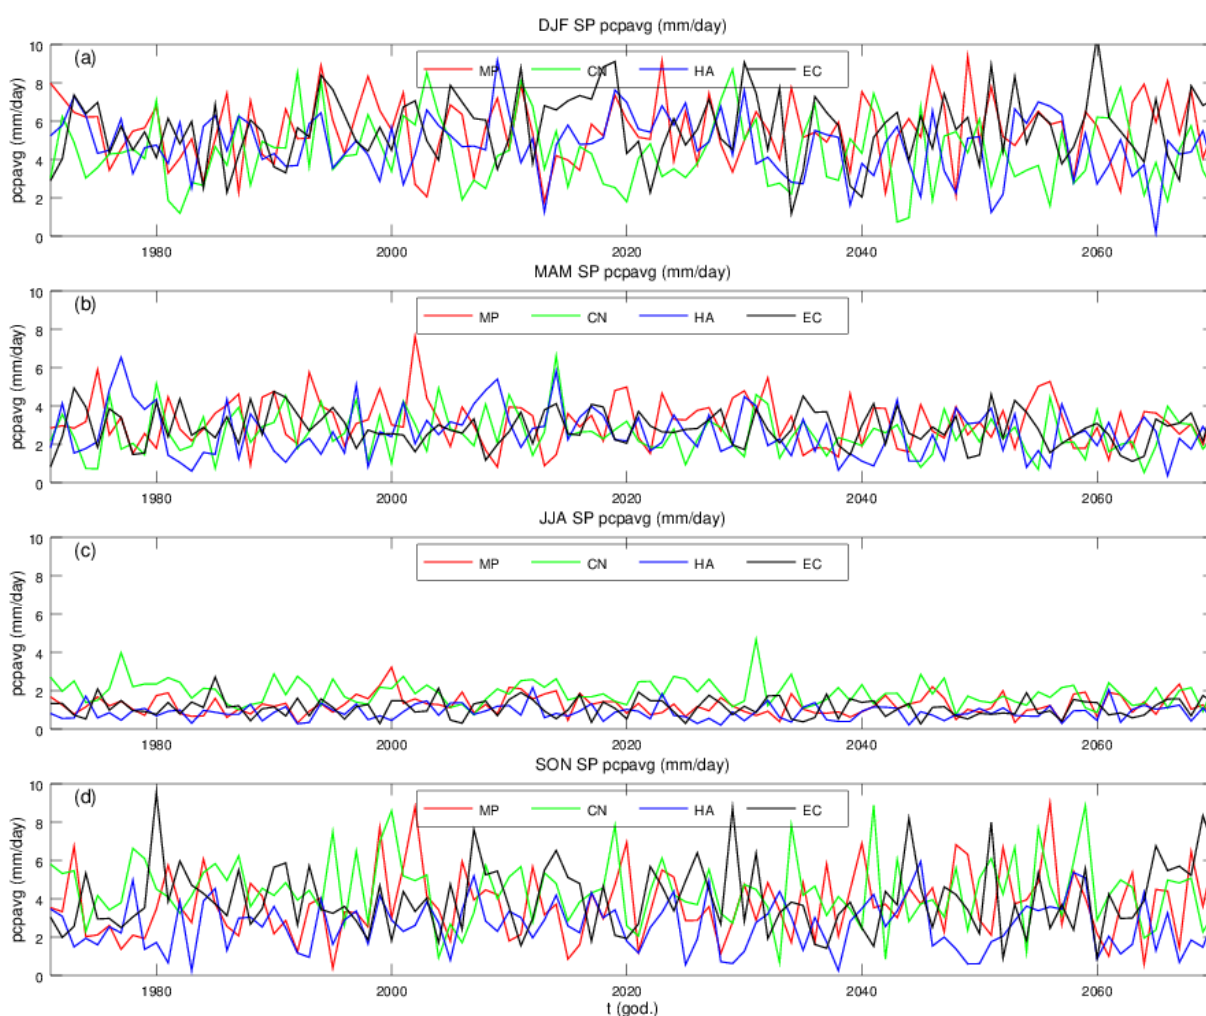 DJF SP pcpavg (mm/day)
(a)
MP CN HA EC
pcpavg (mm/day)
10
8
6
4
2
0
1980 2000 2020 2040 2060
MAM SP pcpavg (mm/day)
(b)
MP CN HA EC
pcpavg (mm/day)
10
8
6
4
2
0
1980 2000 2020 2040 2060
JJA SP pcpavg (mm/day)
(c)
MP CN HA EC
pcpavg (mm/day)
10
8
6
4
2
0
1980 2000 2020 2040 2060
SON SP pcpavg (mm/day)
(d)
MP CN HA EC
pcpavg (mm/day)
10
8
6
4
2
0
1980 2000 2020 2040 2060
t (god.)